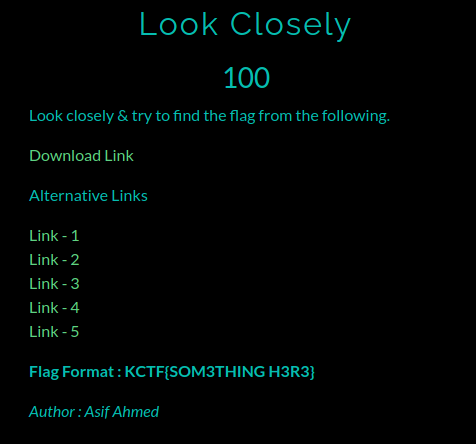 Look Closely
100
Look closely & try to find the flag from the following.
Download Link
Alternative Links
Link - 1
Link - 2
Link - 3
Link - 4
Link - 5
Flag Format : KCTF{SOM3THING H3R3}
Author : Asif Ahmed